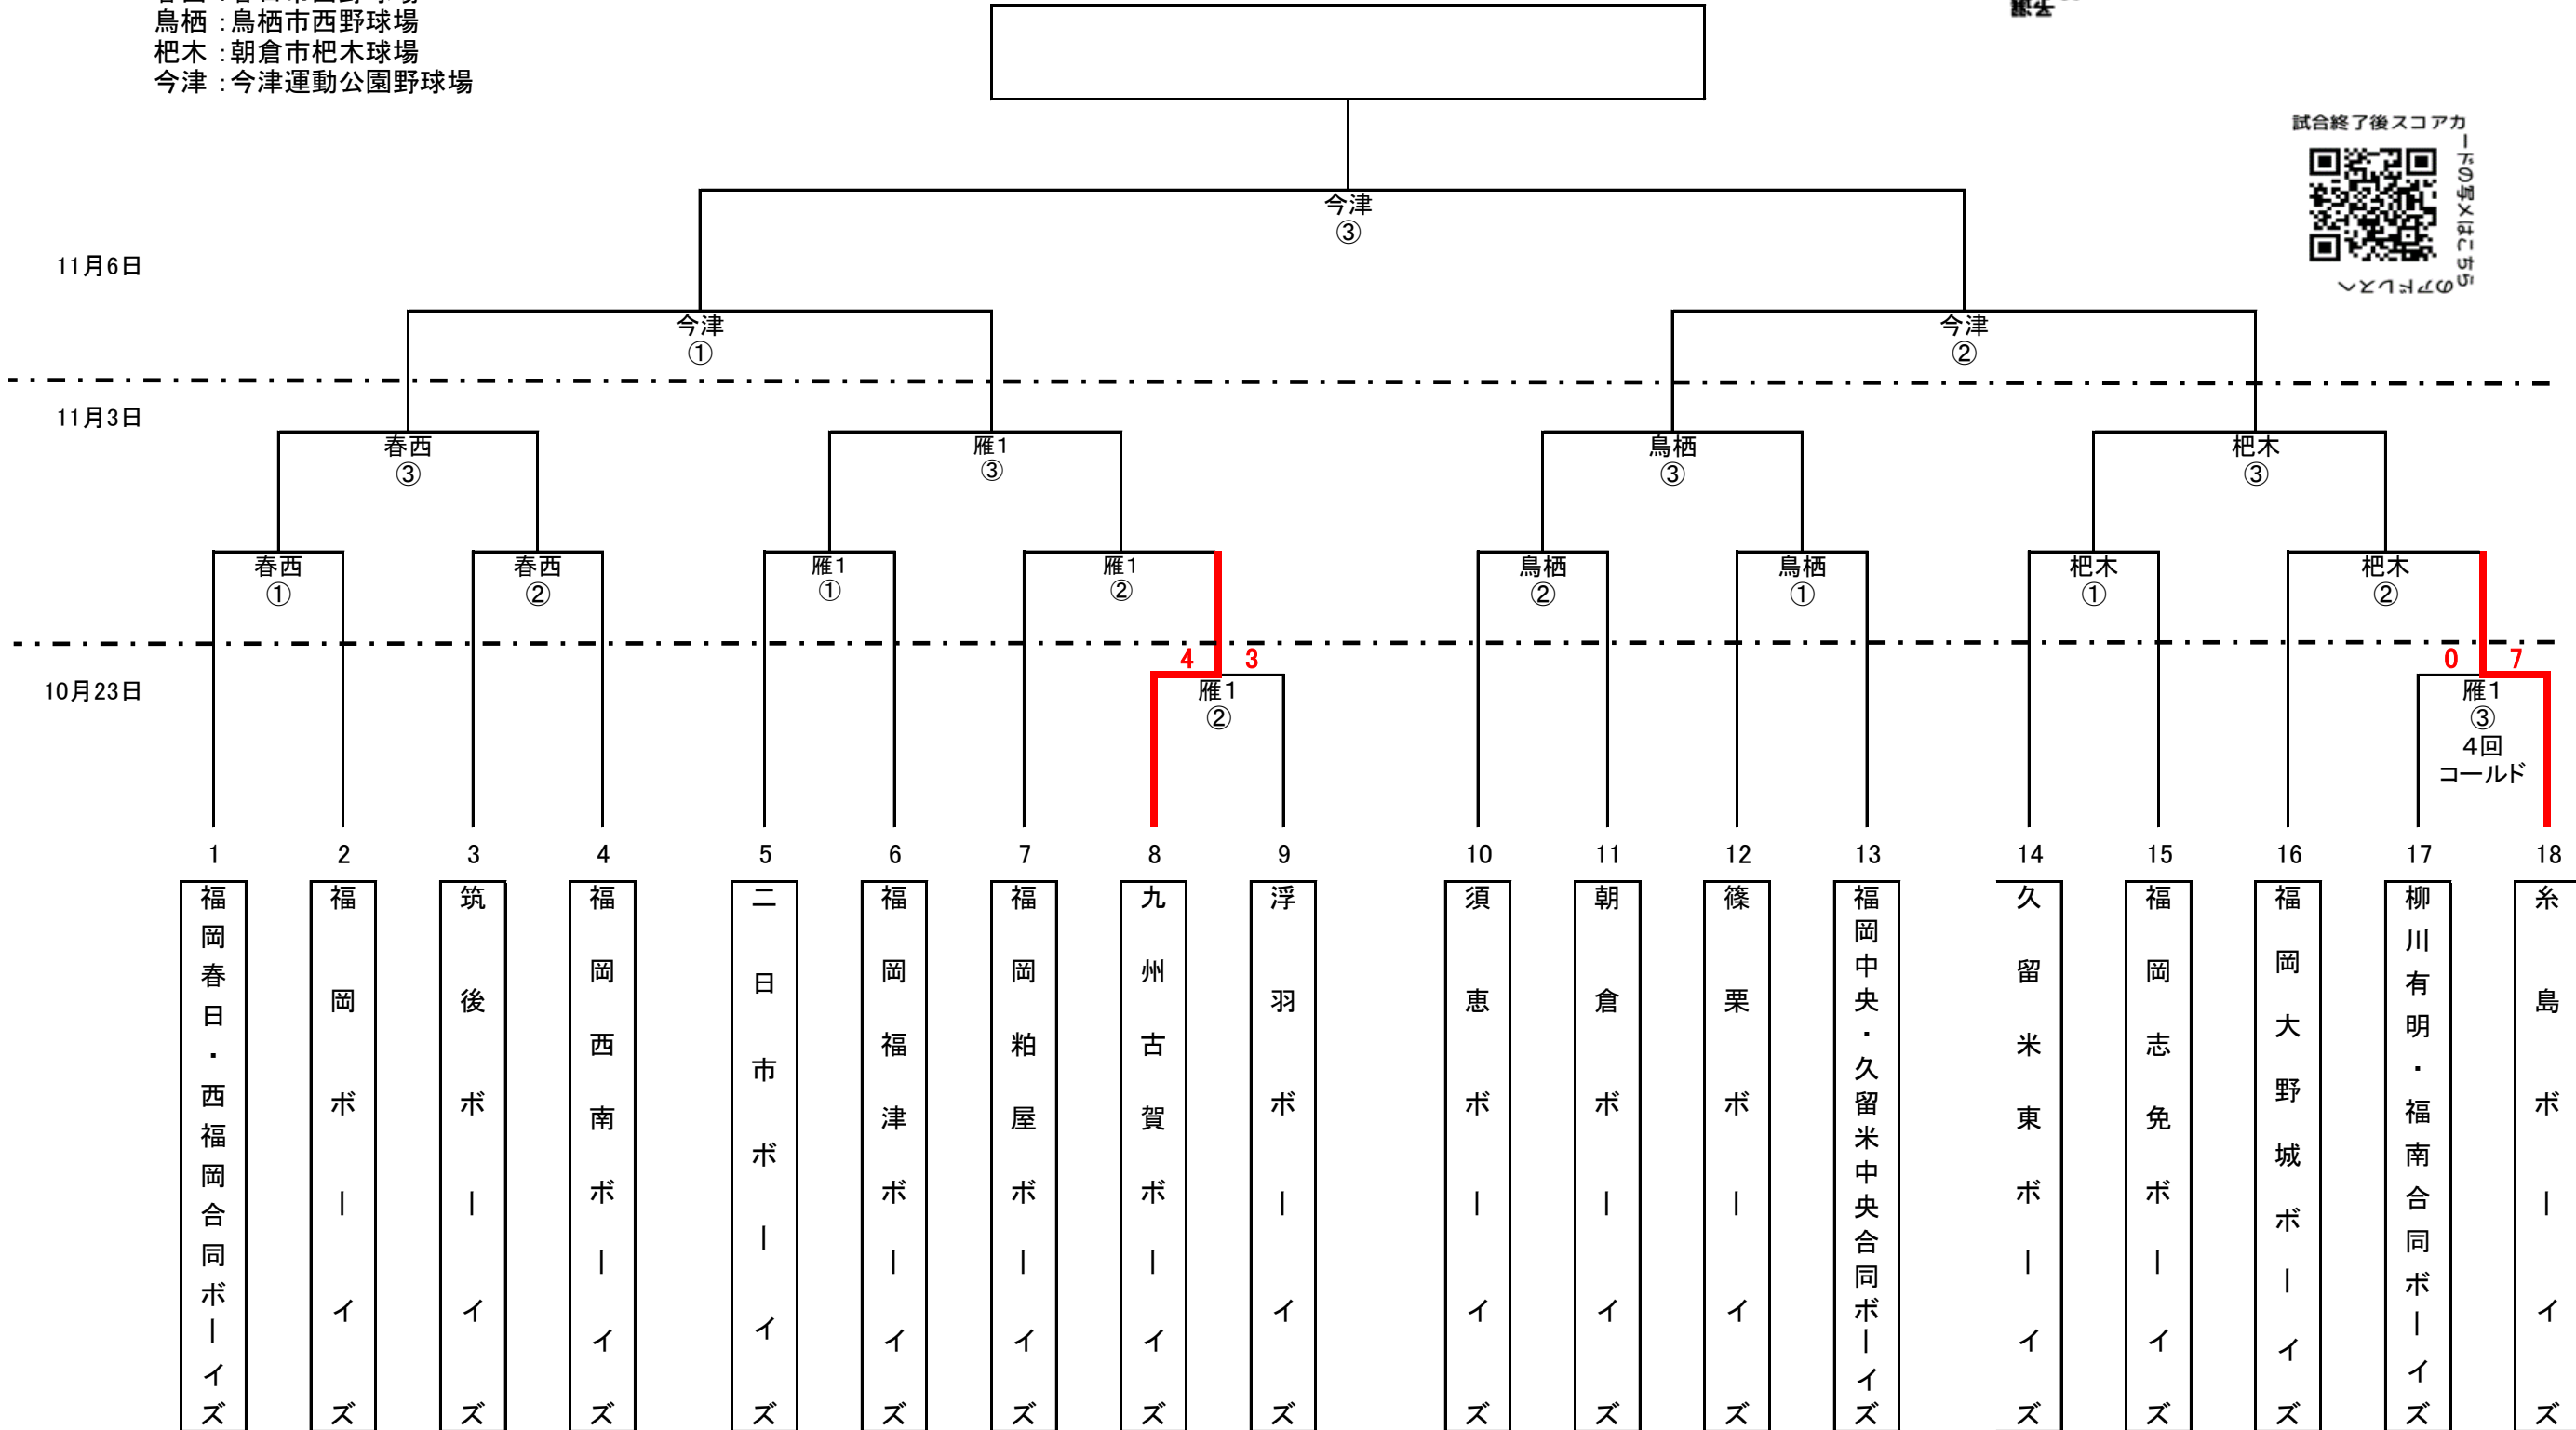 鳥栖 : 鳥栖市西野球場
杷木 : 朝倉市杷木球場
今津 : 今津運動公園野球場
試合終了後スコアカードの写メはこちらのアドレスへ
今津
③
11月6日
今津
①
今津
②
11月3日
春西
③
雁1
③
鳥栖
③
杷木
③
春西
①
春西
②
雁1
①
雁1
②
鳥栖
②
鳥栖
①
杷木
①
杷木
②
10月23日
4 3
雁1
②
0 7
雁1
③
4回
コールド
1 2 3 4 5 6 7 8 9 10 11 12 13 14 15 16 17 18
福岡春日・西福岡合同ボーイズ
福岡ボーイズ
筑後ボーイズ
福岡西南ボーイズ
二日市ボーイズ
福岡福津ボーイズ
福岡粕屋ボーイズ
九州古賀ボーイズ
浮羽ボーイズ
須恵ボーイズ
朝倉ボーイズ
篠栗ボーイズ
福岡中央・久留米中央合同ボーイズ
久留米東ボーイズ
福岡志免ボーイズ
福岡大野城ボーイズ
柳川有明・福南合同ボーイズ
糸島ボーイズ